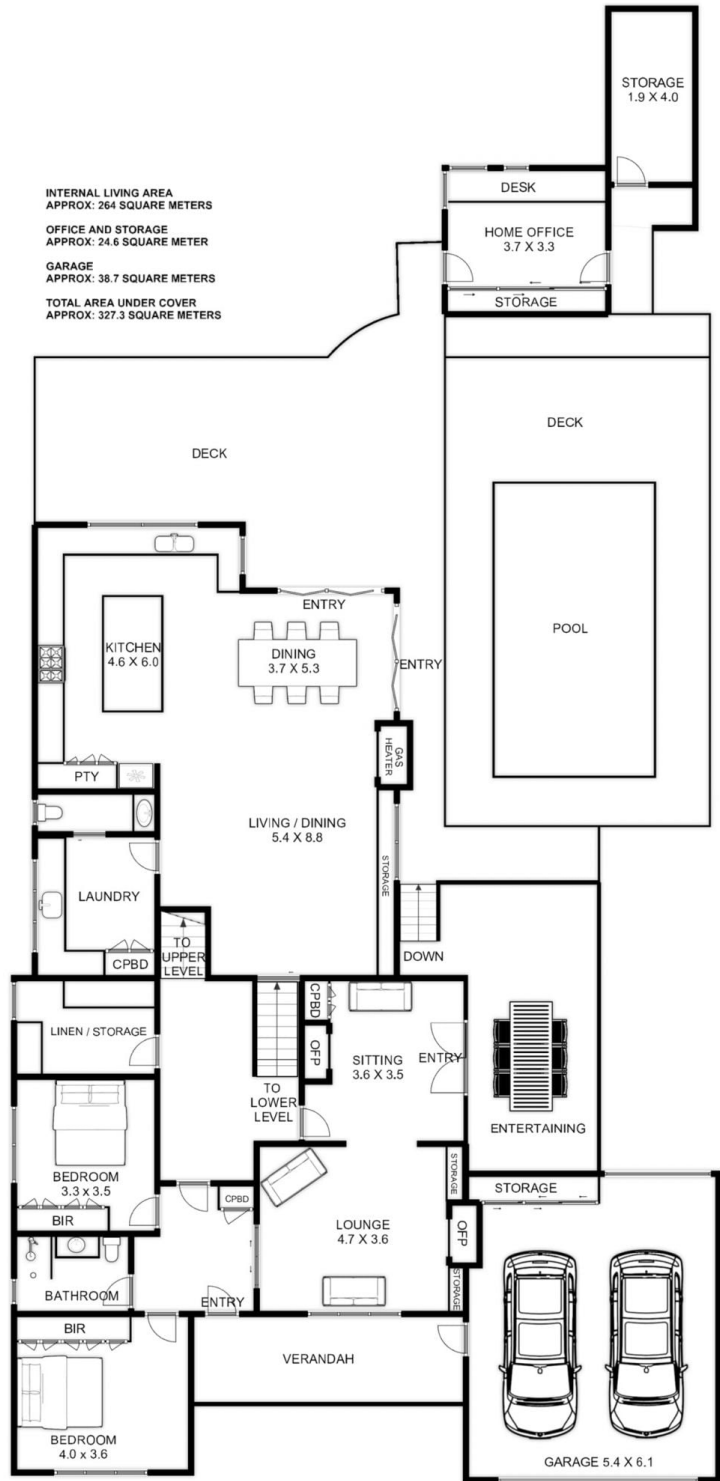 STORAGE
1.9 X 4.0
INTERNAL LIVING AREA
APPROX: 264 SQUARE METERS
OFFICE AND STORAGE
APPROX: 24.6 SQUARE METER
GARAGE
APPROX: 38.7 SQUARE METERS
TOTAL AREA UNDER COVER
APPROX: 327.3 SQUARE METERS
DESK
HOME OFFICE
3.7 X 3.3
STORAGE
DECK
DECK
ENTRY
KITCHEN
4.6 X 6.0
DINING
3.7 X 5.3
ENTRY
POOL
GAS
HEATER
PTY
LIVING / DINING
5.4 X 8.8
STORAGE
LAUNDRY
CPBD
TO
UPPER
LEVEL
DOWN
LINEN / STORAGE
CPBD
OFP
SITTING
3.6 X 3.5
ENTRY
TO
LOWER
LEVEL
ENTERTAINING
BEDROOM
3.3 x 3.5
BIR
CPBD
STORAGE
STORAGE
LOUNGE
4.7 X 3.6
OFP
STORAGE
BATHROOM
ENTRY
BIR
VERANDAH
BEDROOM
4.0 x 3.6
GARAGE 5.4 X 6.1